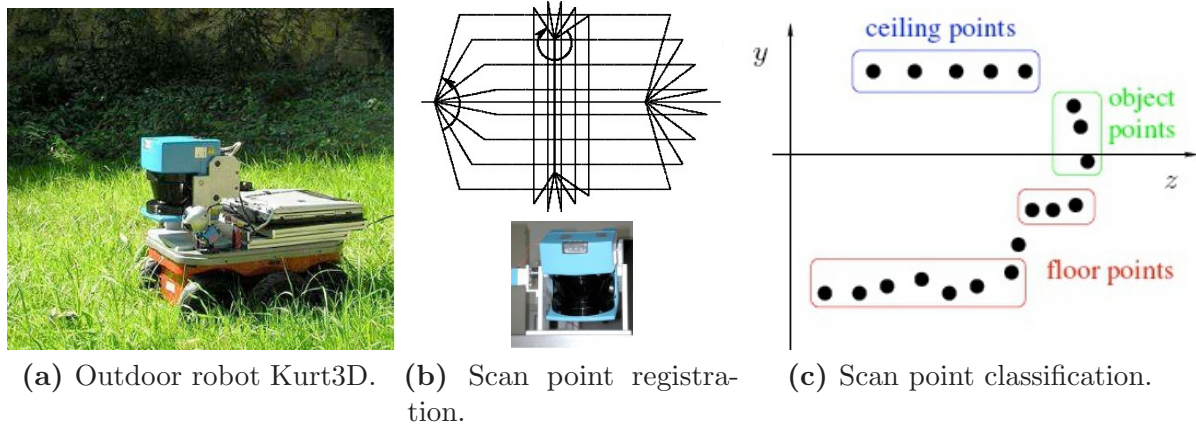 ceiling points
y
object
points
z
floor points
(a) Outdoor robot Kurt3D.
(b) Scan point registra-
tion.
(c) Scan point classification.